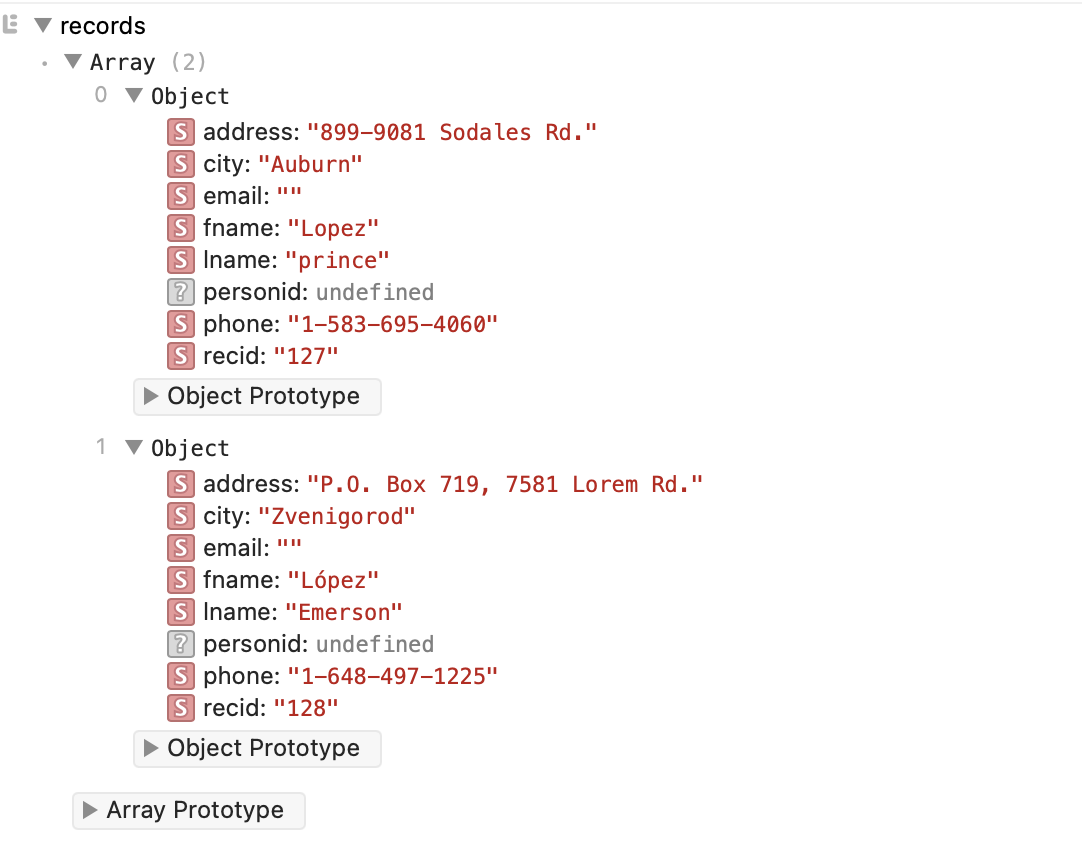 records
Array (2)
0 Object
S address: "899-9081 Sodales Rd."
S city: "Auburn"
S email: ""
S fname: "Lopez"
S lname: "prince"
? personid: undefined
S phone: "1-583-695-4060"
S recid: "127"
Object Prototype
1 Object
S address: "P.O. Box 719, 7581 Lorem Rd."
S city: "Zvenigorod"
S email: ""
S fname: "López"
S lname: "Emerson"
? personid: undefined
S phone: "1-648-497-1225"
S recid: "128"
Object Prototype
Array Prototype